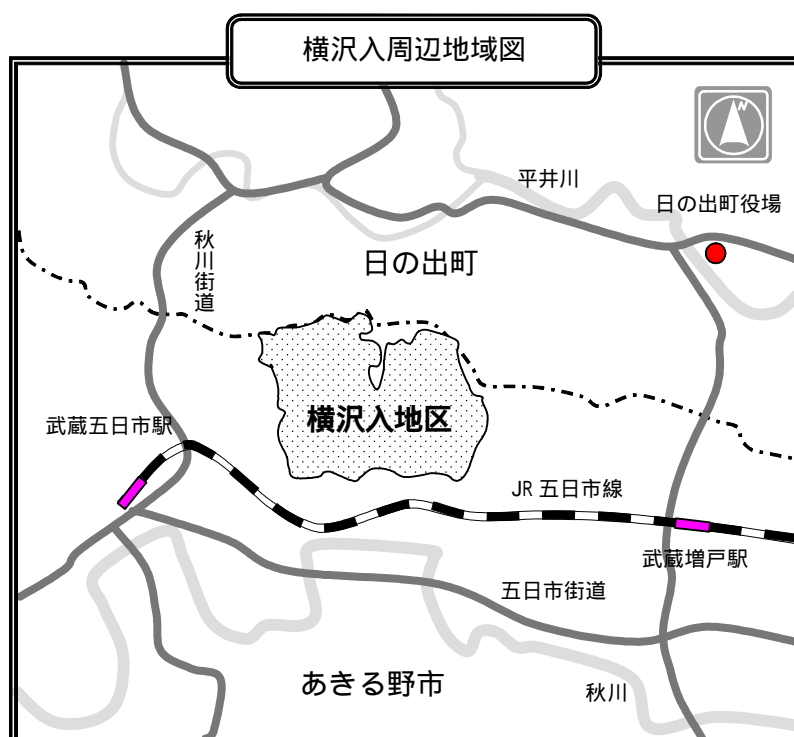 横沢入周辺地域図
N
平井川
日の出町役場
秋川街道
日の出町
横沢入地区
武蔵五日市駅
JR 五日市線
武蔵増戸駅
五日市街道
あきる野市
秋川